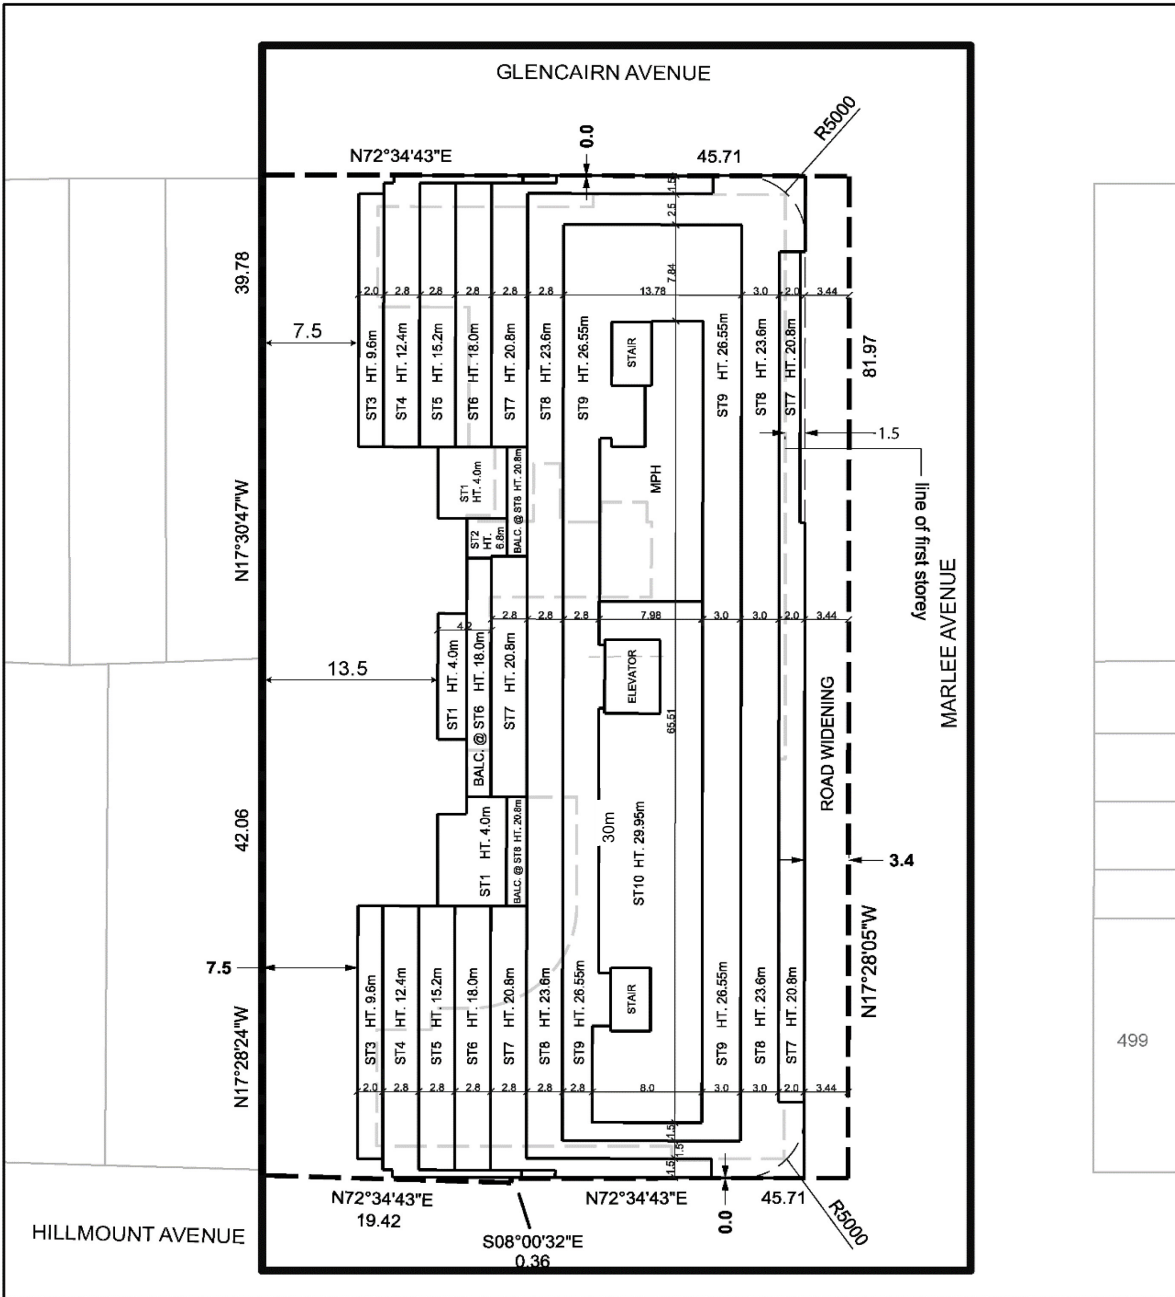 GLENCAIRN AVENUE
R5000
0.0
N72°34'43"E
45.71
1.5
2.5
39.78
7.84
2.0
2.8
2.8
2.8
2.8
2.8
13.78
3.0
2.0
3.44
7.5
ST3 HT. 9.6m
ST4 HT. 12.4m
ST5 HT. 15.2m
ST6 HT. 18.0m
ST7 HT. 20.8m
ST8 HT. 23.6m
ST9 HT. 26.55m
STAIR
ST9 HT. 26.55m
ST8 HT. 23.6m
ST7 HT. 20.8m
81.97
1.5
line of first storey
ST1
HT. 4.0m
BALC. @ ST8 HT. 20.8m
MPH
ST2
HT.
6.8m
N17°30'47"W
MARLEE AVENUE
2.8
2.8
2.8
7.98
3.0
3.0
2.0
3.44
4.2
13.5
ST1 HT. 4.0m
BALC. @ ST6 HT. 18.0m
ST7 HT. 20.8m
ELEVATOR
65.51
ROAD WIDENING
42.06
ST1 HT. 4.0m
BALC. @ ST8 HT. 20.8m
30m
ST10 HT. 29.95m
3.4
N17°28'05"W
7.5
ST3 HT. 9.6m
ST4 HT. 12.4m
ST5 HT. 15.2m
ST6 HT. 18.0m
ST7 HT. 20.8m
ST8 HT. 23.6m
ST9 HT. 26.55m
STAIR
ST9 HT. 26.55m
ST8 HT. 23.6m
ST7 HT. 20.8m
499
N17°28'24"W
2.0
2.8
2.8
2.8
2.8
2.8
2.8
8.0
3.0
3.0
2.0
3.44
1.5
1.5
1.5
N72°34'43"E
19.42
N72°34'43"E
45.71
0.0
R5000
HILLMOUNT AVENUE
S08°00'32"E
0.36